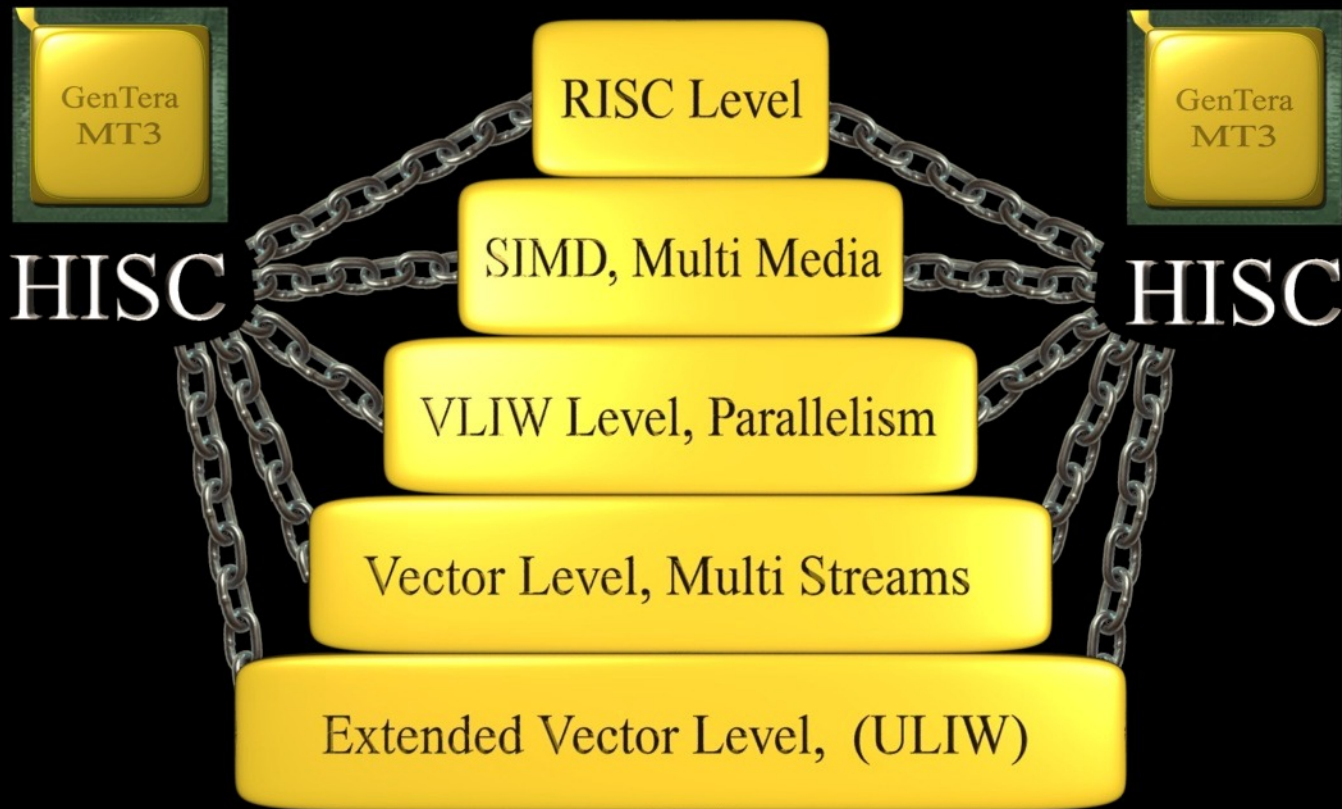 GenTera
MT3
RISC Level
GenTera
MT3
SIMD, Multi Media
HISC
HISC
VLIW Level, Parallelism
Vector Level, Multi Streams
Extended Vector Level, (ULIW)